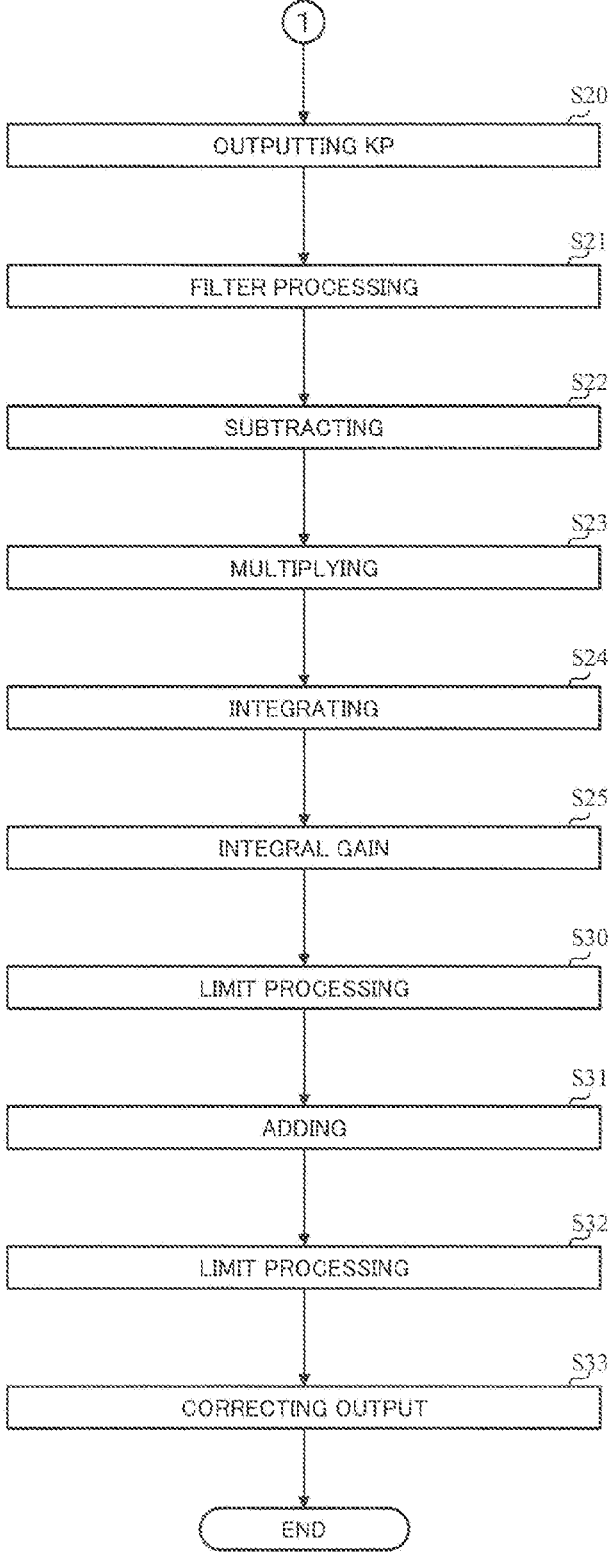 1
S20
OUTPUTTING KP
S21
FILTER PROCESSING
S22
SUBTRACTING
S23
MULTIPLYING
S24
INTEGRATING
S25
INTEGRAL GAIN
S30
LIMIT PROCESSING
S31
ADDING
S32
LIMIT PROCESSING
S33
CORRECTING OUTPUT
END